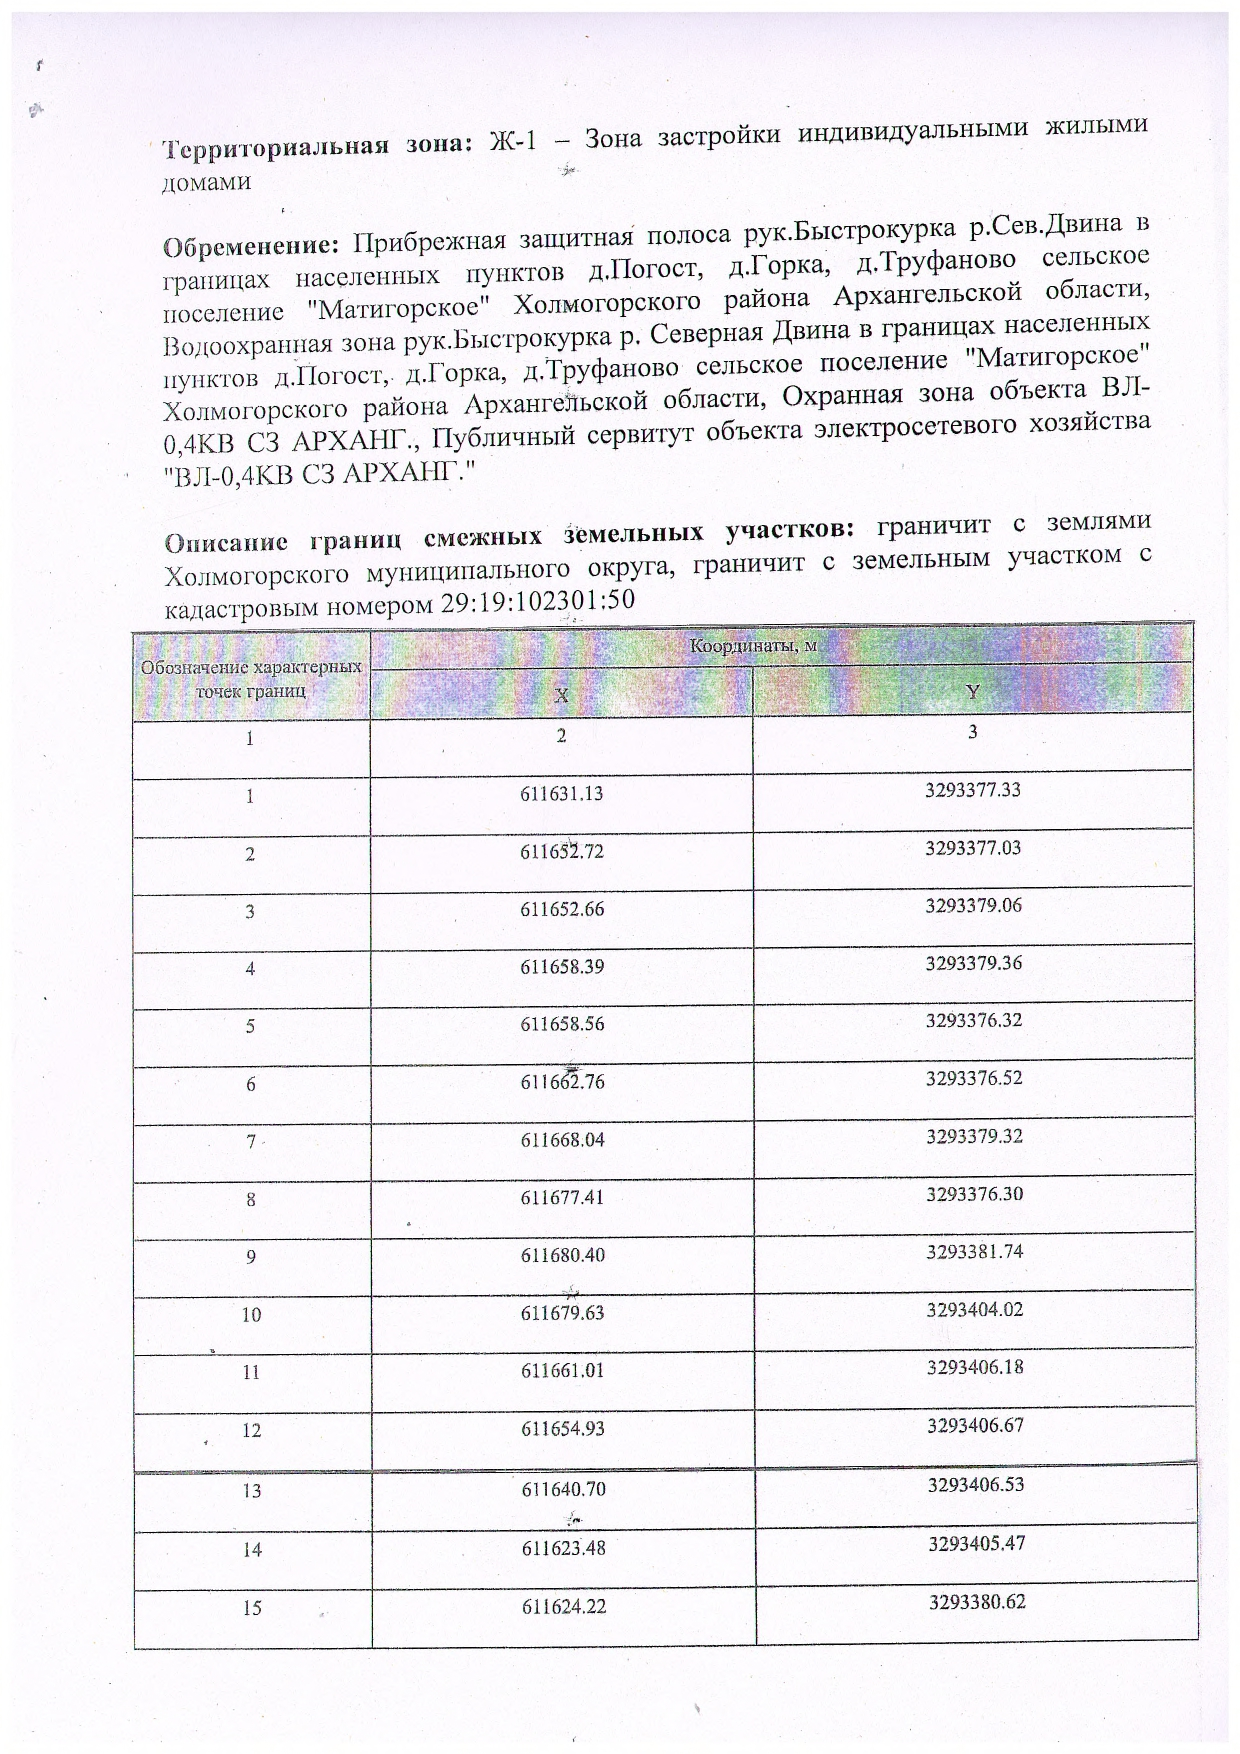 Территориальная зона: Ж-1 – Зона застройки индивидуальными жилыми
домами
Обременение: Прибрежная защитная полоса рук.Быстрокурка р.Сев.Двина в
границах населенных пунктов д.Погост, д.Горка, д.Труфаново сельское
поселение "Матигорское" Холмогорского района Архангельской области,
Водоохранная зона рук.Быстрокурка р. Северная Двина в границах населенных
пунктов д.Погост, д.Горка, д.Труфаново сельское поселение "Матигорское"
Холмогорского района Архангельской области, Охранная зона объекта ВЛ-
0,4КВ СЗ АРХАНГ., Публичный сервитут объекта электросетевого хозяйства
"ВЛ-0,4КВ СЗ АРХАНГ."
Описание границ смежных земельных участков: граничит с землями
Холмогорского муниципального округа, граничит с земельным участком с
кадастровым номером 29:19:102301:50
Обозначение характерных
точек границ
Координаты, м
X Y
1 2 3
1 611631.13 3293377.33
2 611652.72 3293377.03
3 611652.66 3293379.06
4 611658.39 3293379.36
5 611658.56 3293376.32
6 611662.76 3293376.52
7 611668.04 3293379.32
8 611677.41 3293376.30
9 611680.40 3293381.74
10 611679.63 3293404.02
11 611661.01 3293406.18
12 611654.93 3293406.67
13 611640.70 3293406.53
14 611623.48 3293405.47
15 611624.22 3293380.62